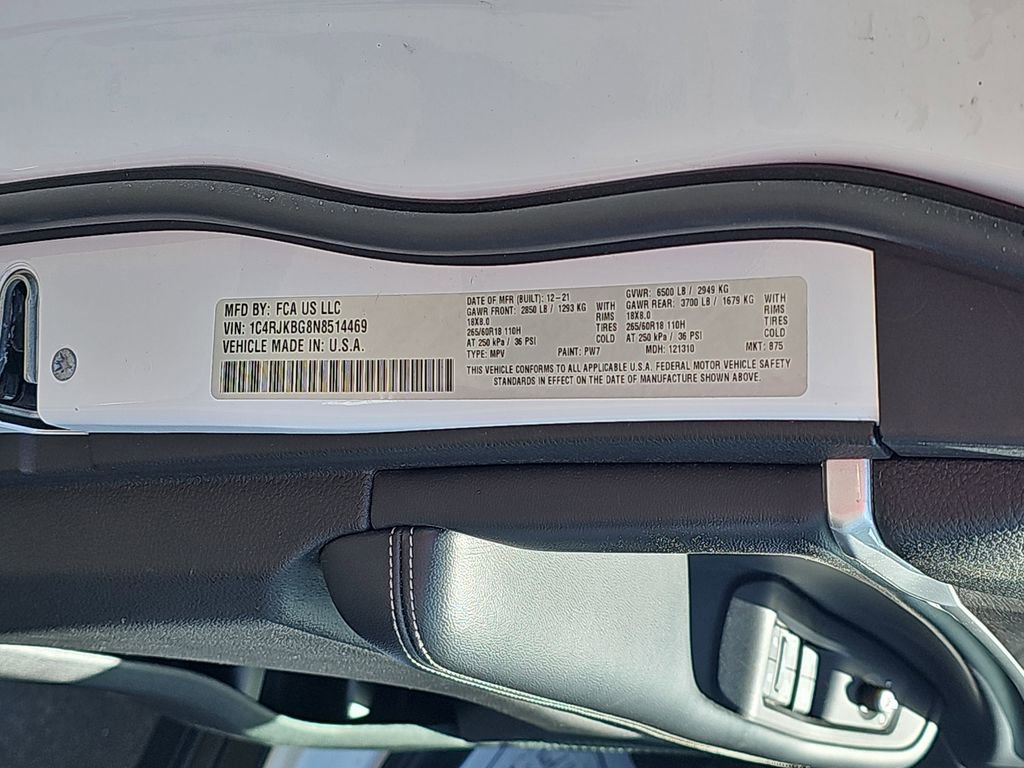 MFD BY: FCA US LLC
VIN: 1C4RJKBG8N8514469
VEHICLE MADE IN: U.S.A.
DATE OF MFR (BUILT): 12-21
GAWR FRONT: 2850 LB / 1293 KG WITH
18X8.0 RIMS
265/60R18 110H TIRES
AT 250 kPa / 36 PSI COLD
TYPE: MPV PAINT: PW7
GVWR: 6500 LB / 2949 KG
GAWR REAR: 3700 LB / 1679 KG WITH
18X8.0 RIMS
265/60R18 110H TIRES
AT 250 kPa / 36 PSI COLD
MDH: 121310 MKT: 875
THIS VEHICLE CONFORMS TO ALL APPLICABLE U.S.A. FEDERAL MOTOR VEHICLE SAFETY
STANDARDS IN EFFECT ON THE DATE OF MANUFACTURE SHOWN ABOVE.